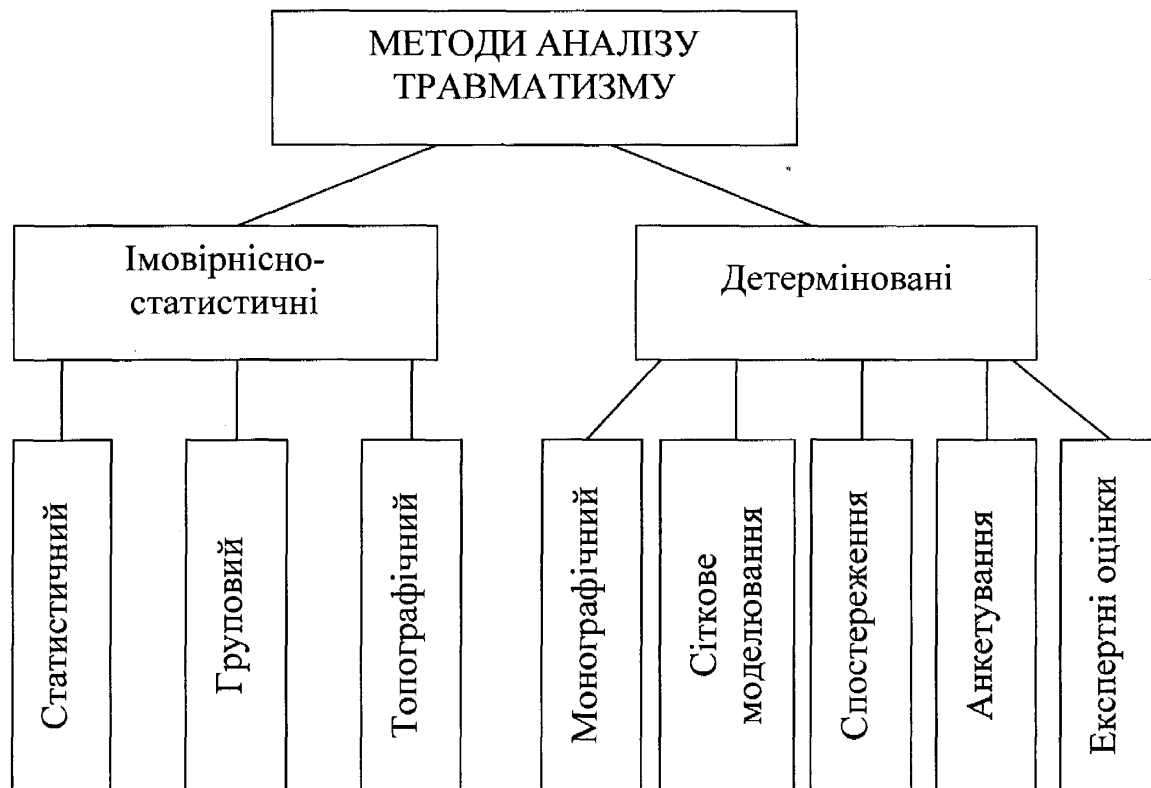 МЕТОДИ АНАЛІЗУ
ТРАВМАТИЗМУ
Імовірнісно-
статистичні
Детерміновані
Статистичний
Груповий
Топографічний
Монографічний
Сіткове
моделювання
Спостереження
Анкетування
Експертні оцінки